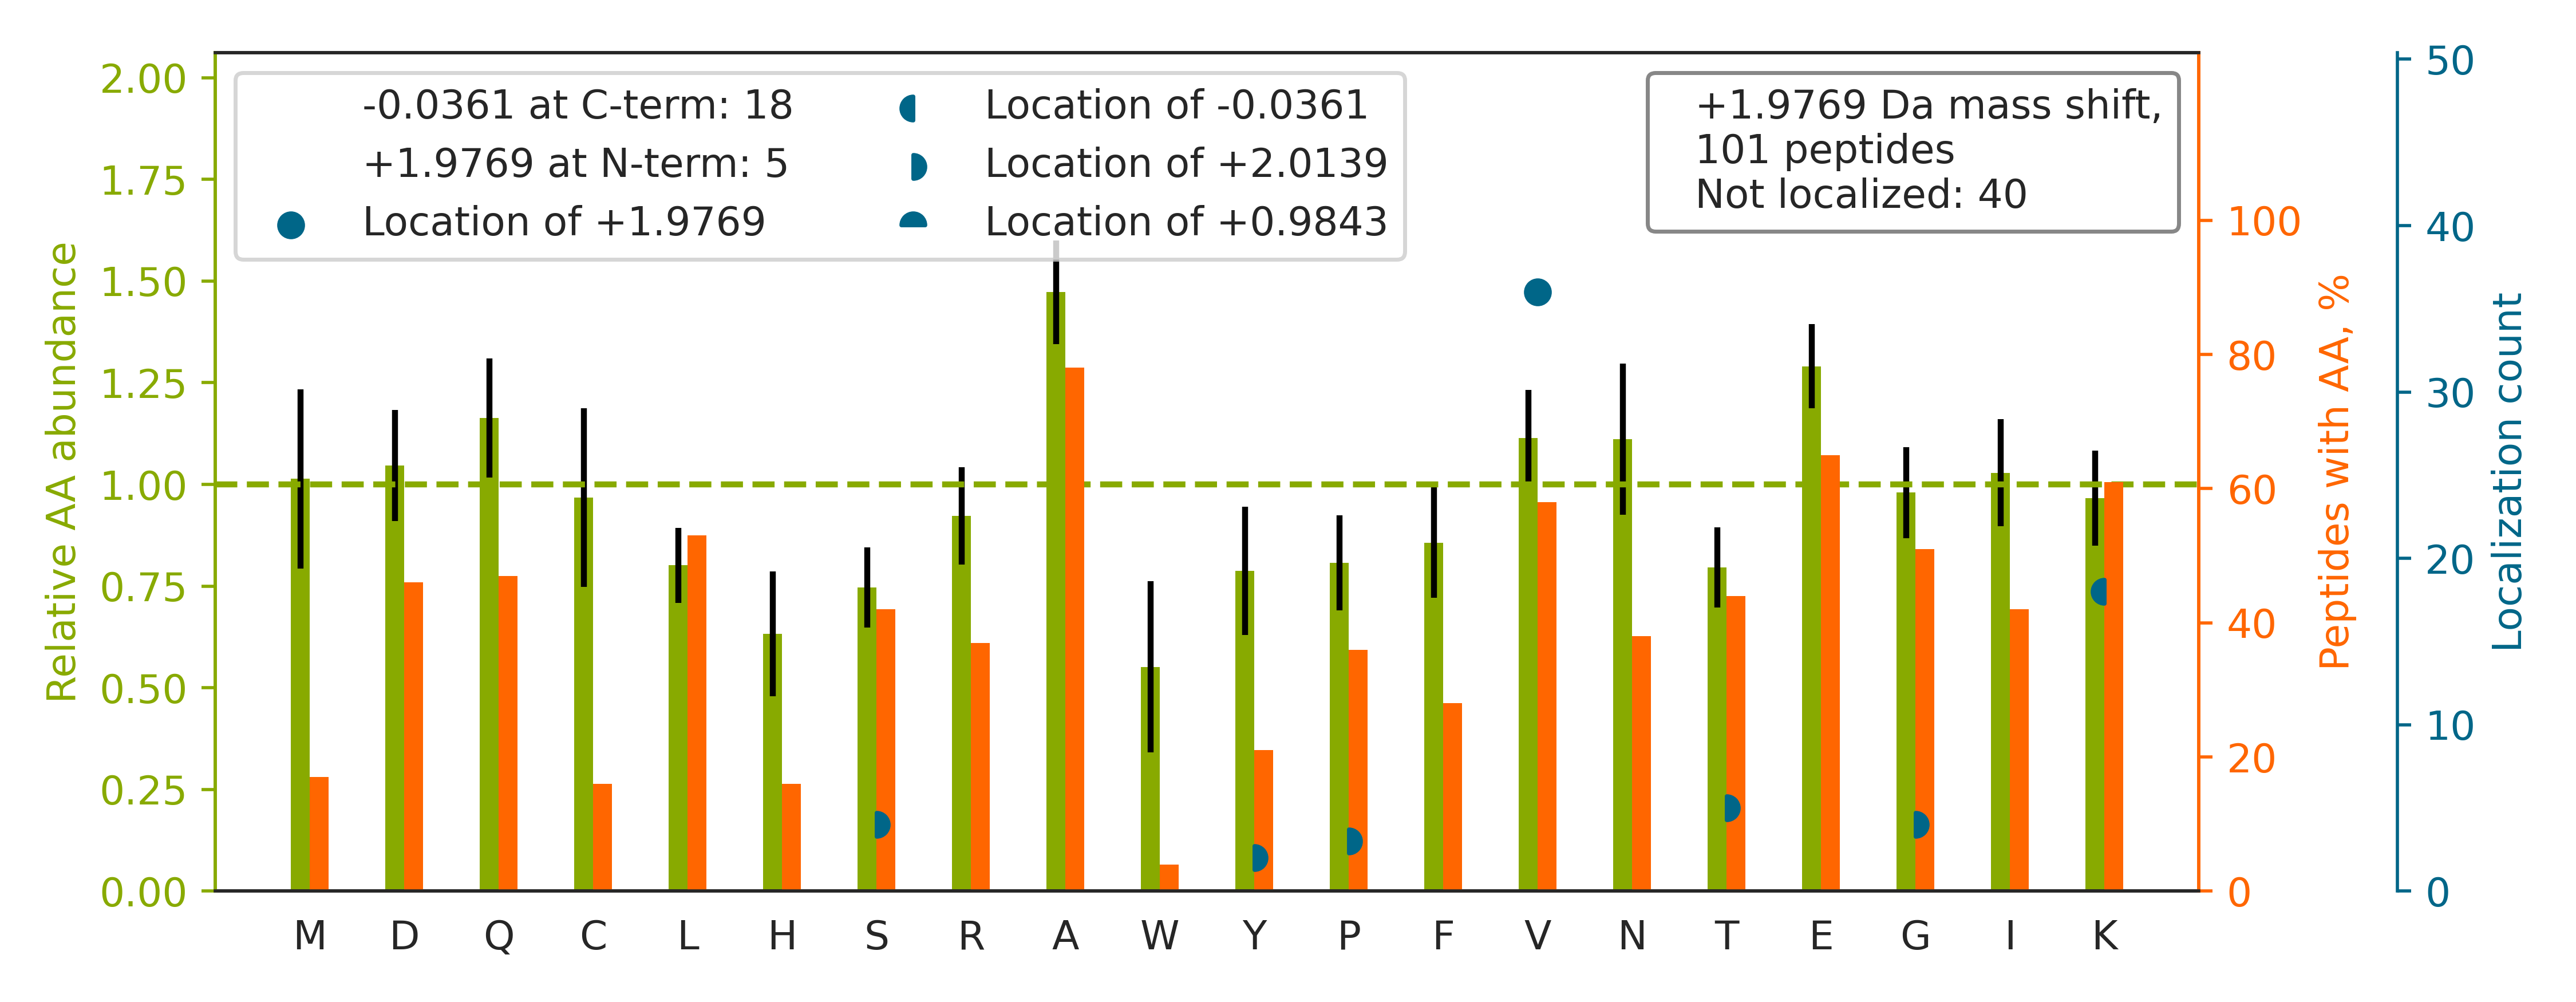 -0.0361 at C-term: 18
+1.9769 at N-term: 5
Location of +1.9769
Location of -0.0361
Location of +2.0139
Location of +0.9843
+1.9769 Da mass shift,
101 peptides
Not localized: 40
Relative AA abundance
2.00
1.75
1.50
1.25
1.00
0.75
0.50
0.25
0.00
M D Q C L H S R A W Y P F V N T E G I K
100
80
60
40
20
0
Peptides with AA, %
50
40
30
20
10
0
Localization count